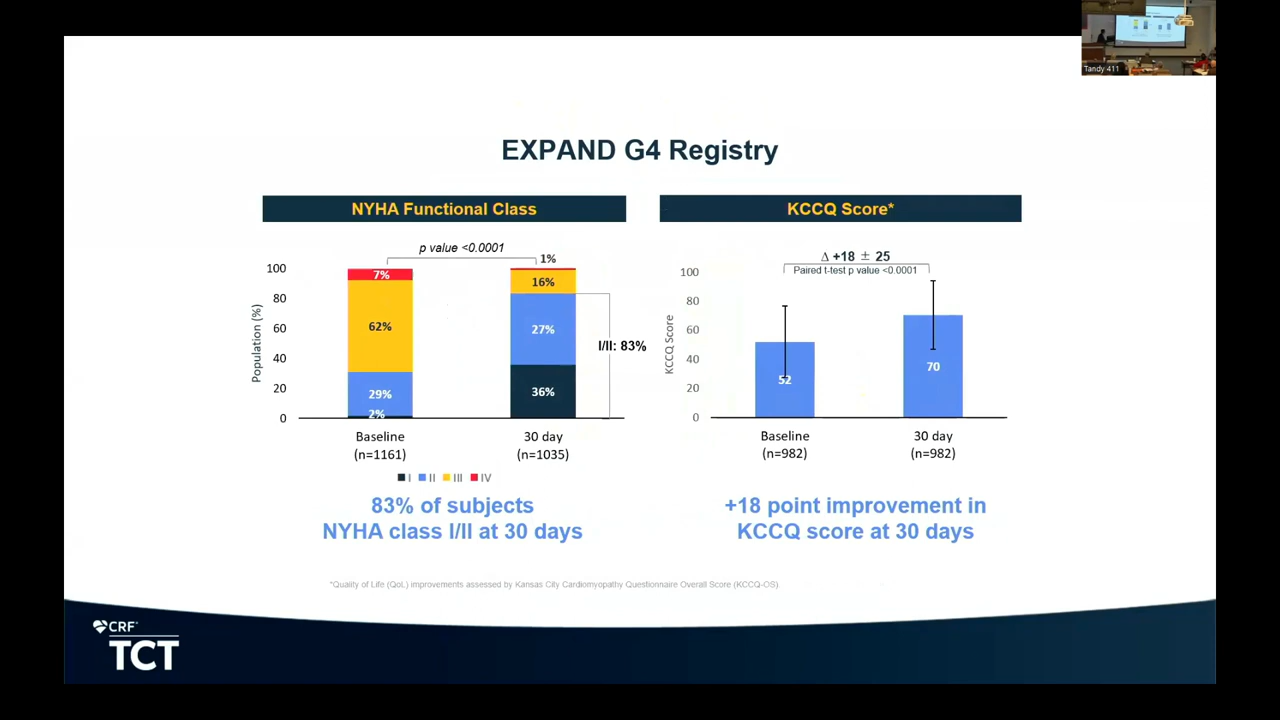 Tandy 411
EXPAND G4 Registry
NYHA Functional Class
p value <0.0001
1%
100
80
60
40
20
0
Population (%)
7%
62%
29%
2%
16%
27%
36%
I/II: 83%
Baseline
(n=1161)
30 day
(n=1035)
I II III IV
83% of subjects
NYHA class I/II at 30 days
KCCQ Score*
Δ +18 ± 25
Paired t-test p value <0.0001
100
80
60
40
20
0
KCCQ Score
52
70
Baseline
(n=982)
30 day
(n=982)
+18 point improvement in
KCCQ score at 30 days
*Quality of Life (QoL) improvements assessed by Kansas City Cardiomyopathy Questionnaire Overall Score (KCCQ-OS).
CRF
TCT